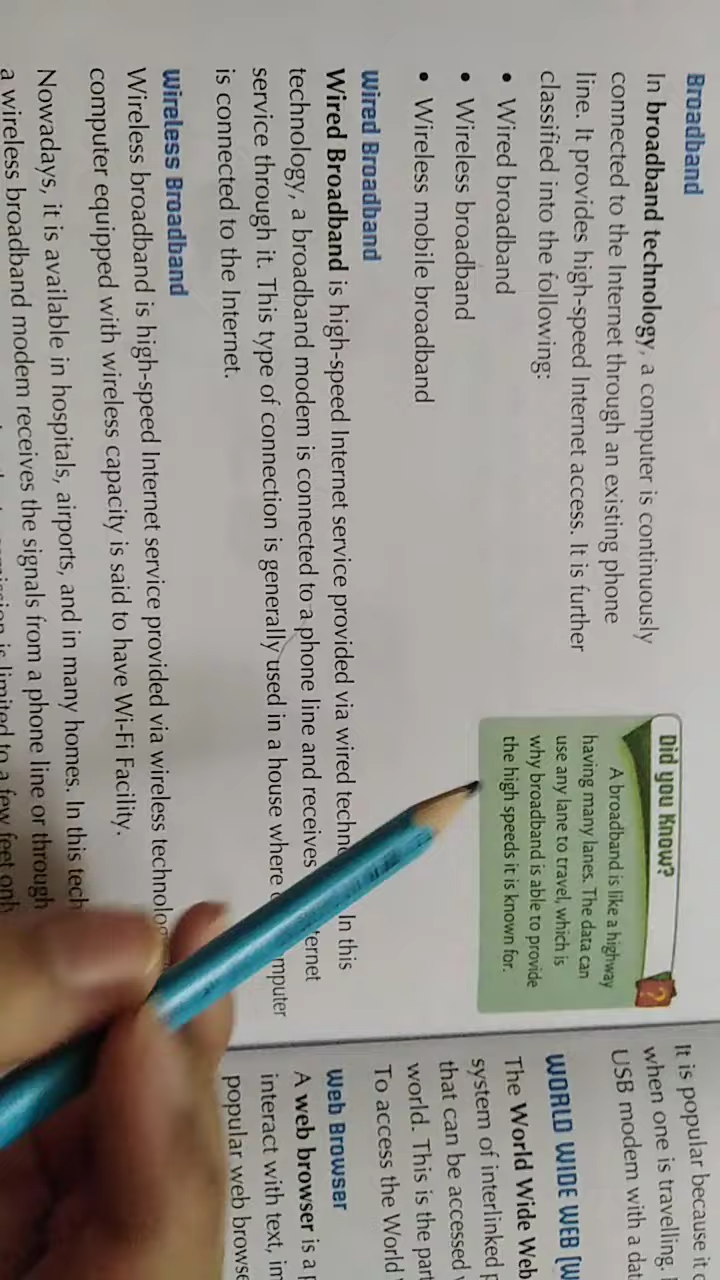 Broadband
In broadband technology, a computer is continuously
connected to the Internet through an existing phone
line. It provides high-speed Internet access. It is further
classified into the following:
• Wired broadband
• Wireless broadband
• Wireless mobile broadband
Did you Know?
A broadband is like a highway
having many lanes. The data can
use any lane to travel, which is
why broadband is able to provide
the high speeds it is known for.
Wired Broadband
Wired Broadband is high-speed Internet service provided via wired In this
technology, a broadband modem is connected to a phone line and receives
service through it. This type of connection is generally used in a house where
is connected to the Internet.
Wireless Broadband
Wireless broadband is high-speed Internet service provided via wireless
computer equipped with wireless capacity is said to have Wi-Fi Facility.
Nowadays, it is available in hospitals, airports, and in many homes. In this
a wireless broadband modem receives the signals from a phone line or through
is limited to a few feet only
It is popular because it
when one is travelling.
USB modem with a
WORLD WIDE WEB
The World Wide Web
system of interlinked
that can be accessed
world. This is the part
To access the World
Web Browser
A web browser is a
interact with text,
popular web